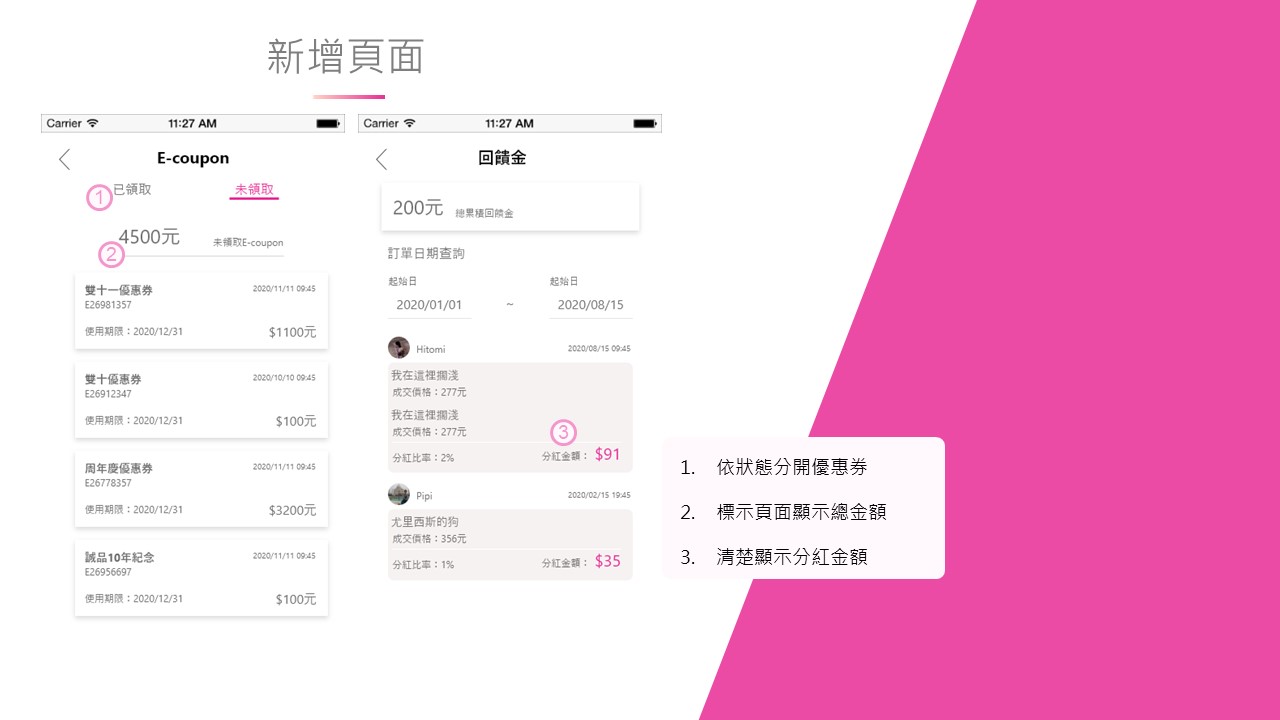 新增頁面
Carrier 11:27 AM
E-coupon
已領取 未領取
1
4500元 未領取E-coupon
2
雙十一優惠券 2020/11/11 09:45
E26981357
使用期限：2020/12/31 $1100元
雙十優惠券 2020/10/10 09:45
E26912347
使用期限：2020/12/31 $100元
周年慶優惠券 2020/11/11 09:45
E26778357
使用期限：2020/12/31 $3200元
誠品10年紀念 2020/11/11 09:45
E26956697
使用期限：2020/12/31 $100元
Carrier 11:27 AM
回饋金
200元 總累積回饋金
訂單日期查詢
起始日 起始日
2020/01/01 ~ 2020/08/15
Hitomi 2020/08/15 09:45
我在這裡擱淺
成交價格：277元
我在這裡擱淺
成交價格：277元
3
分紅比率：2% 分紅金額： $91
Pipi 2020/02/15 19:45
尤里西斯的狗
成交價格：356元
分紅比率：1% 分紅金額： $35
1. 依狀態分開優惠券
2. 標示頁面顯示總金額
3. 清楚顯示分紅金額